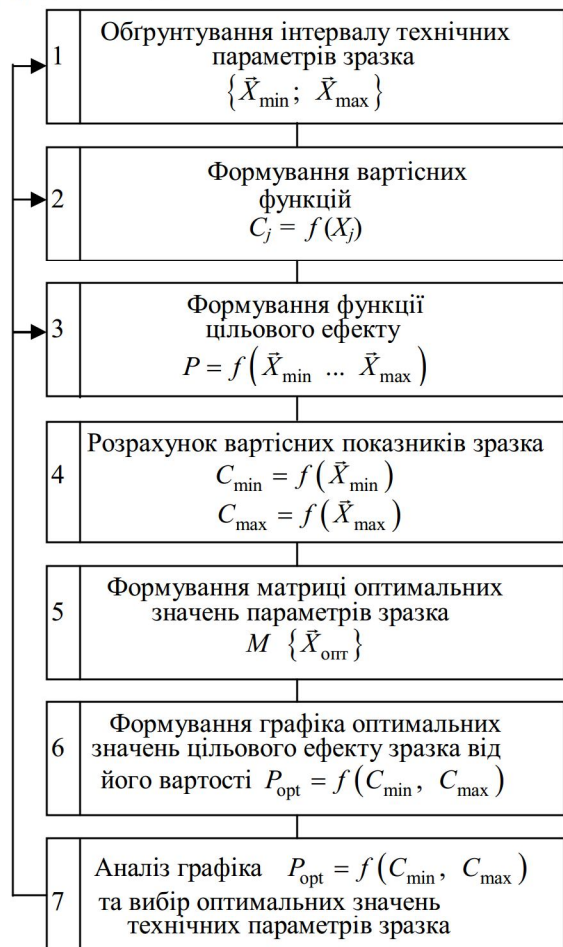 1
Обґрунтування інтервалу технічних
параметрів зразка
{X⃗min; X⃗max}
2
Формування вартісних
функцій
Cj = f(Xj)
3
Формування функції
цільового ефекту
P = f(X⃗min ... X⃗max)
4
Розрахунок вартісних показників зразка
Cmin = f(X⃗min)
Cmax = f(X⃗max)
5
Формування матриці оптимальних
значень параметрів зразка
M {X⃗опт}
6
Формування графіка оптимальних
значень цільового ефекту зразка від
його вартості Popt = f(Cmin, Cmax)
7
Аналіз графіка Popt = f(Cmin, Cmax)
та вибір оптимальних значень
технічних параметрів зразка